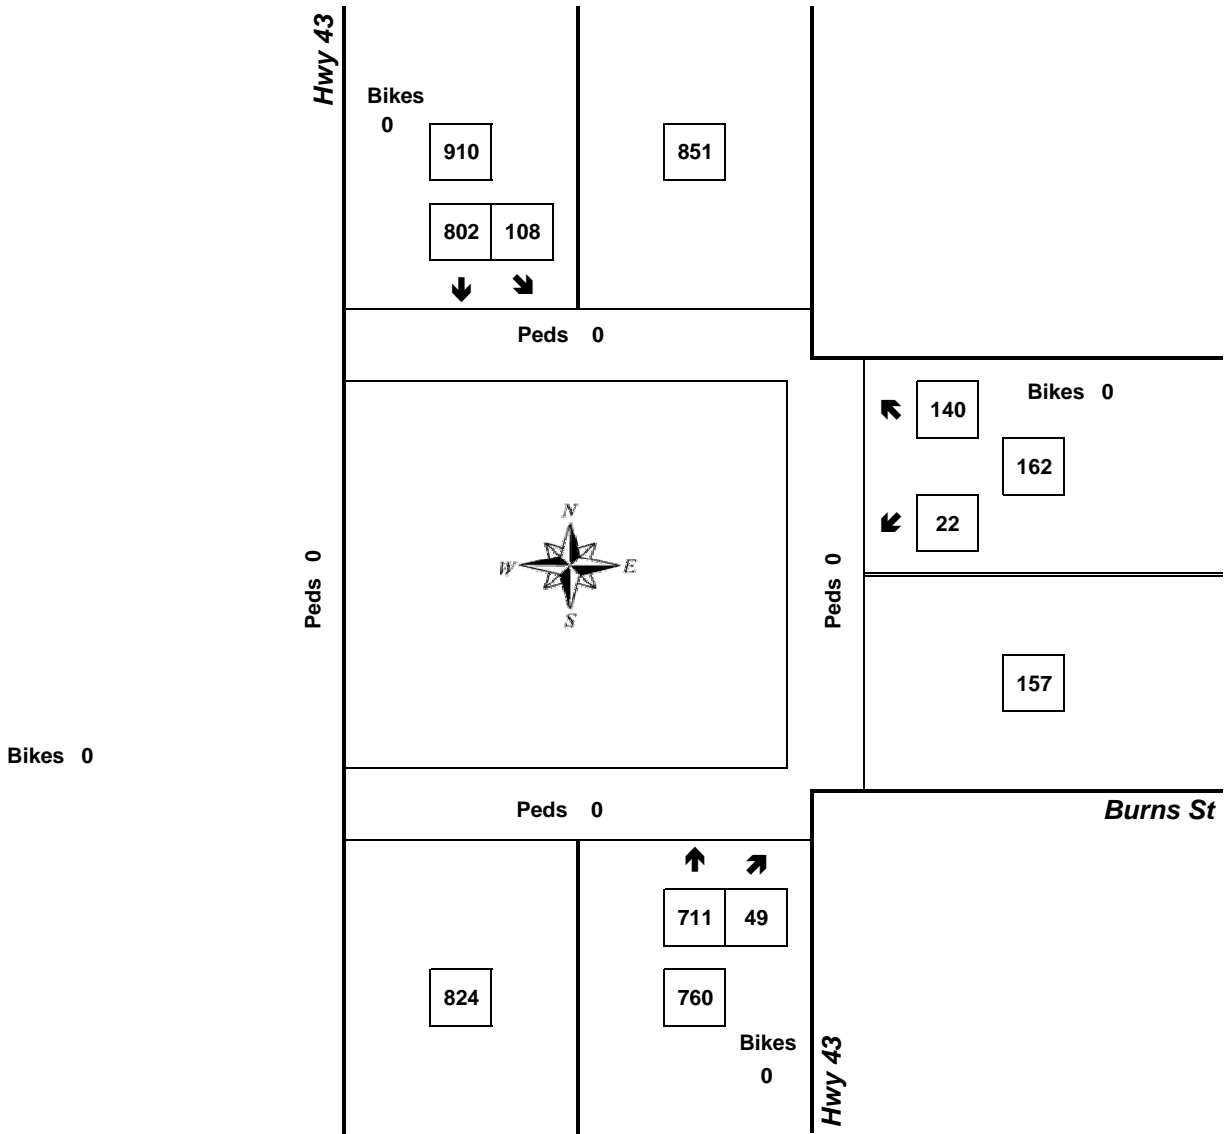 Hwy 43
Bikes
0
910
851
802 108
Peds 0
140
Bikes 0
162
22
N
W E
S
Peds 0
Peds 0
157
Bikes 0
Peds 0
Burns St
711 49
824
760
Bikes
0
Hwy 43